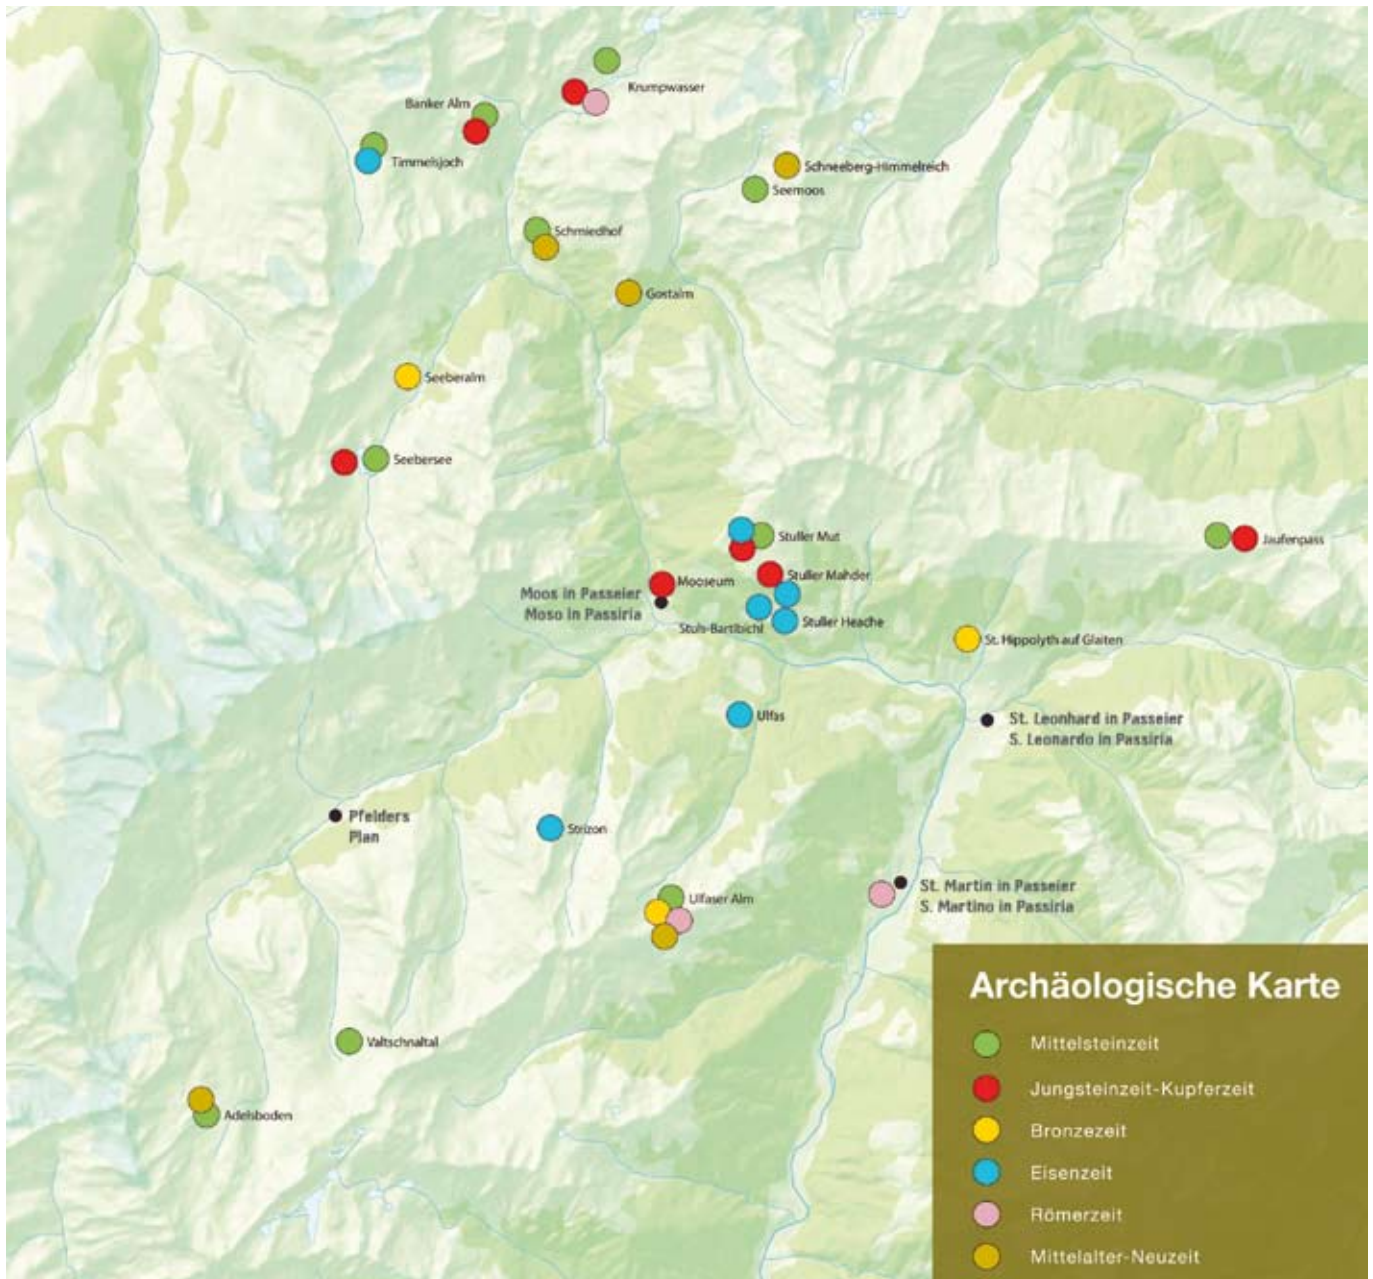 Krumpwasser
Banker Alm
Timmelsjoch
Schneeberg-Himmelreich
Seemoos
Schmiedhof
Gostalm
Seeberalm
Seebersee
Stuller Mut
Jaufenpass
Stuller Mahder
Mooseum
Moos in Passeier
Moso in Passiria
Stuls-Bartlbichl
Stuller Heache
St. Hippolyth auf Glaiten
Ulfas
St. Leonhard in Passeier
S. Leonardo in Passiria
Pfelders
Plan
Strizon
Ulfaser Alm
St. Martin in Passeier
S. Martino in Passiria
Valtschnaltal
Adelsboden
Archäologische Karte
Mittelsteinzeit
Jungsteinzeit-Kupferzeit
Bronzezeit
Eisenzeit
Römerzeit
Mittelalter-Neuzeit